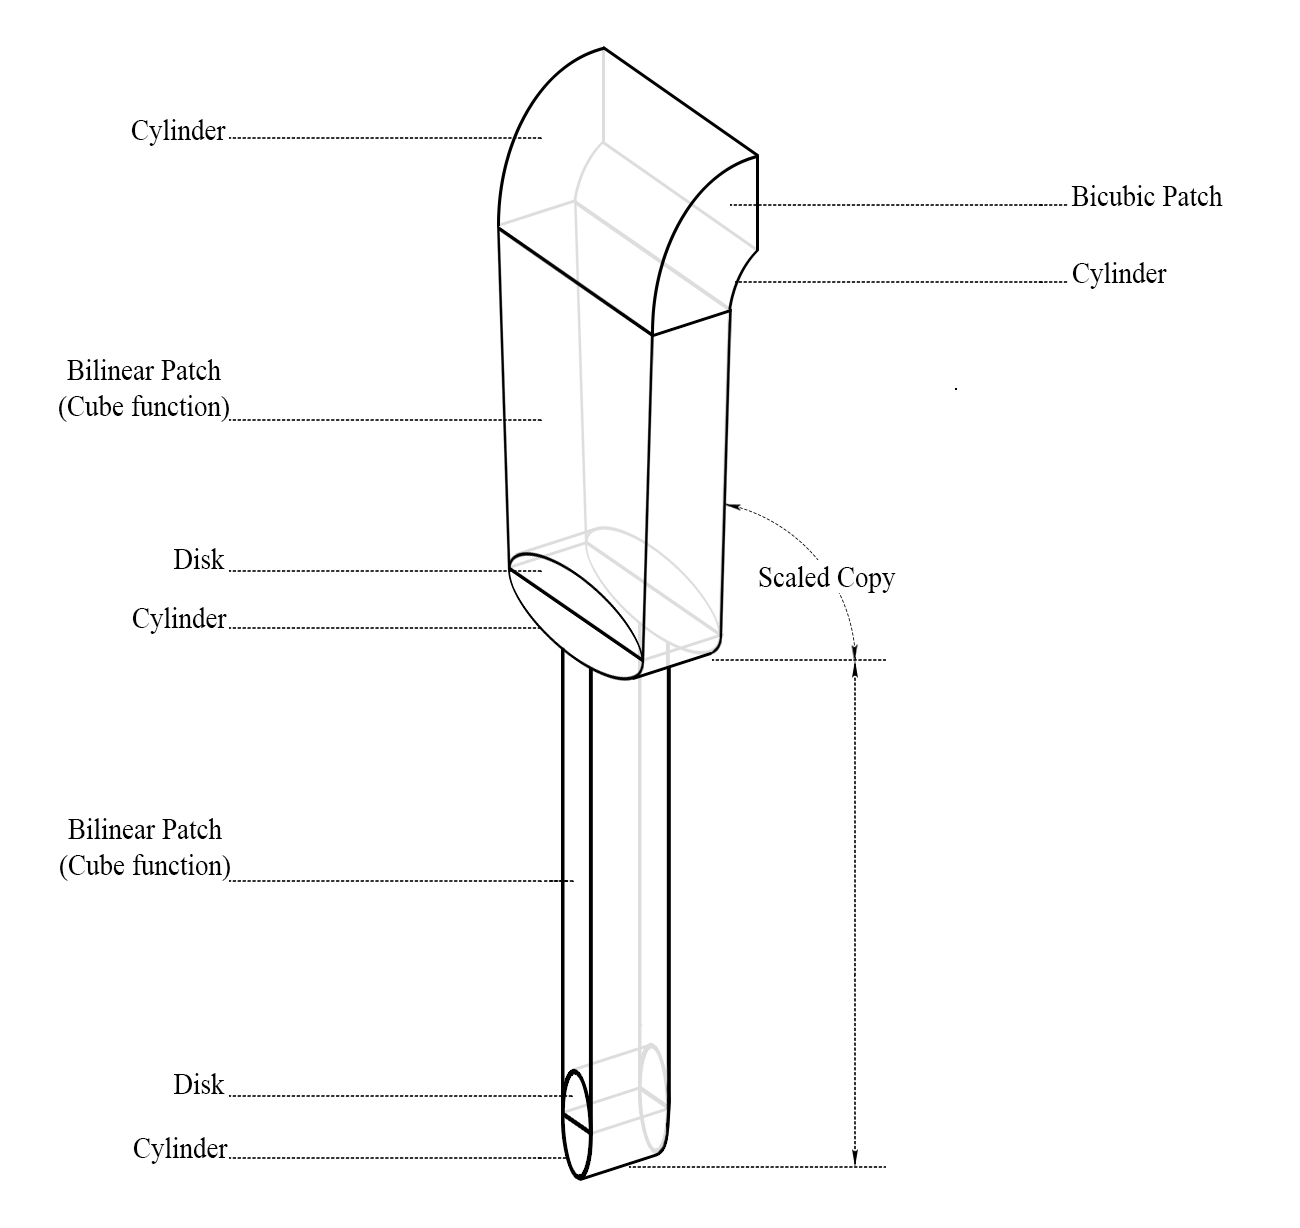 Cylinder
Bicubic Patch
Cylinder
Bilinear Patch
(Cube function)
Disk
Scaled Copy
Cylinder
Bilinear Patch
(Cube function)
Disk
Cylinder